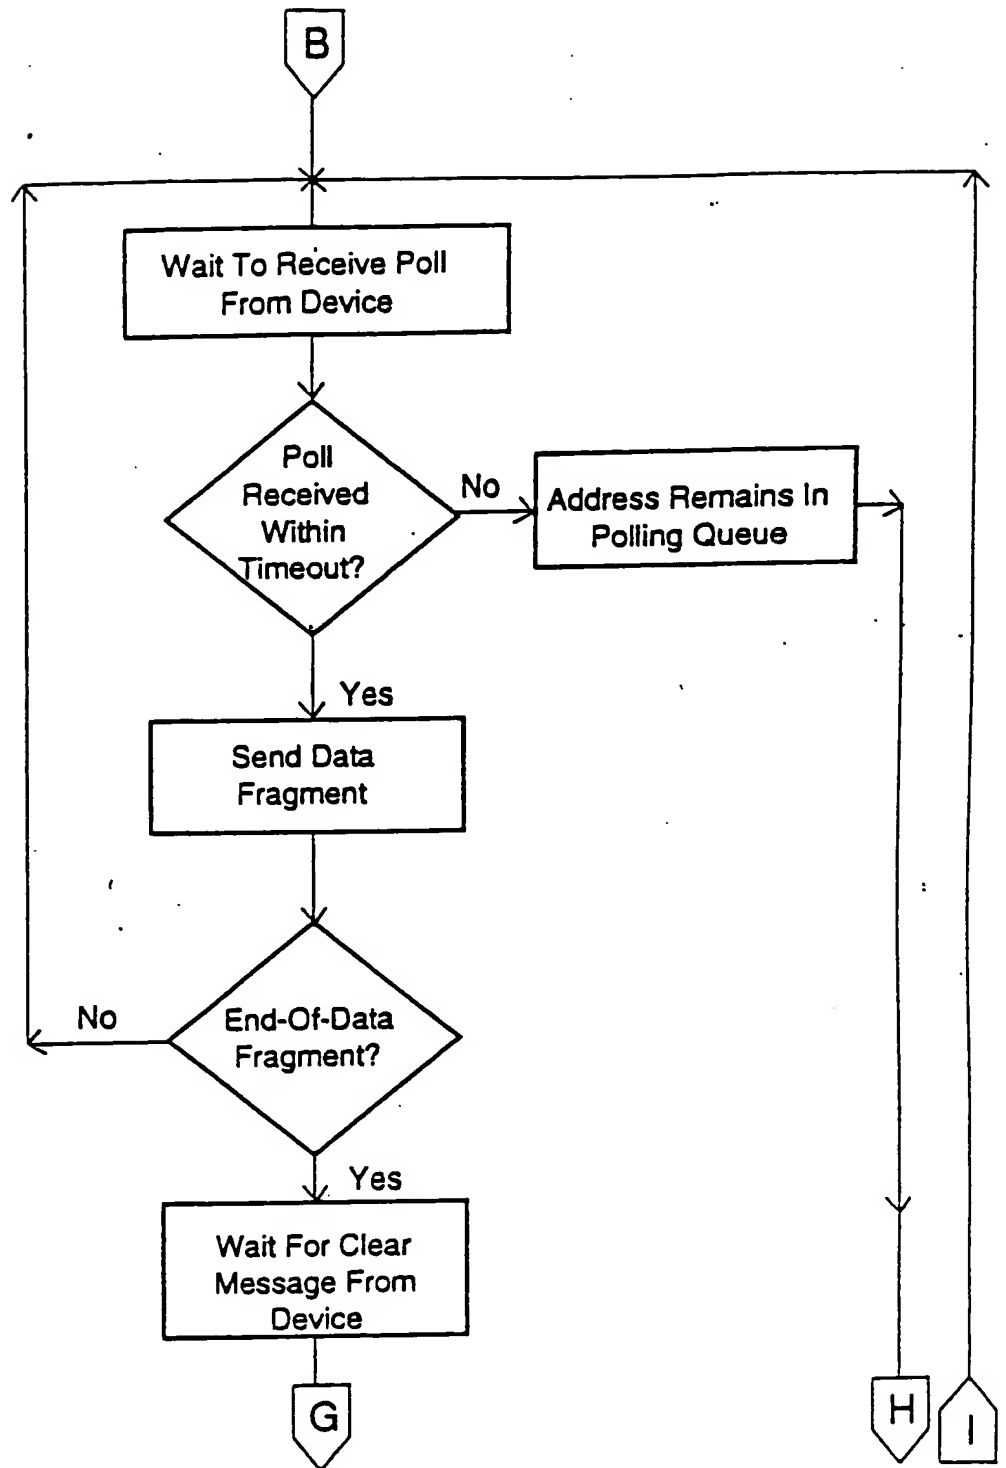 B
Wait To Receive Poll
From Device
Poll
Received
Within
Timeout?
No
Address Remains In
Polling Queue
Yes
Send Data
Fragment
No
End-Of-Data
Fragment?
Yes
Wait For Clear
Message From
Device
G
H
I